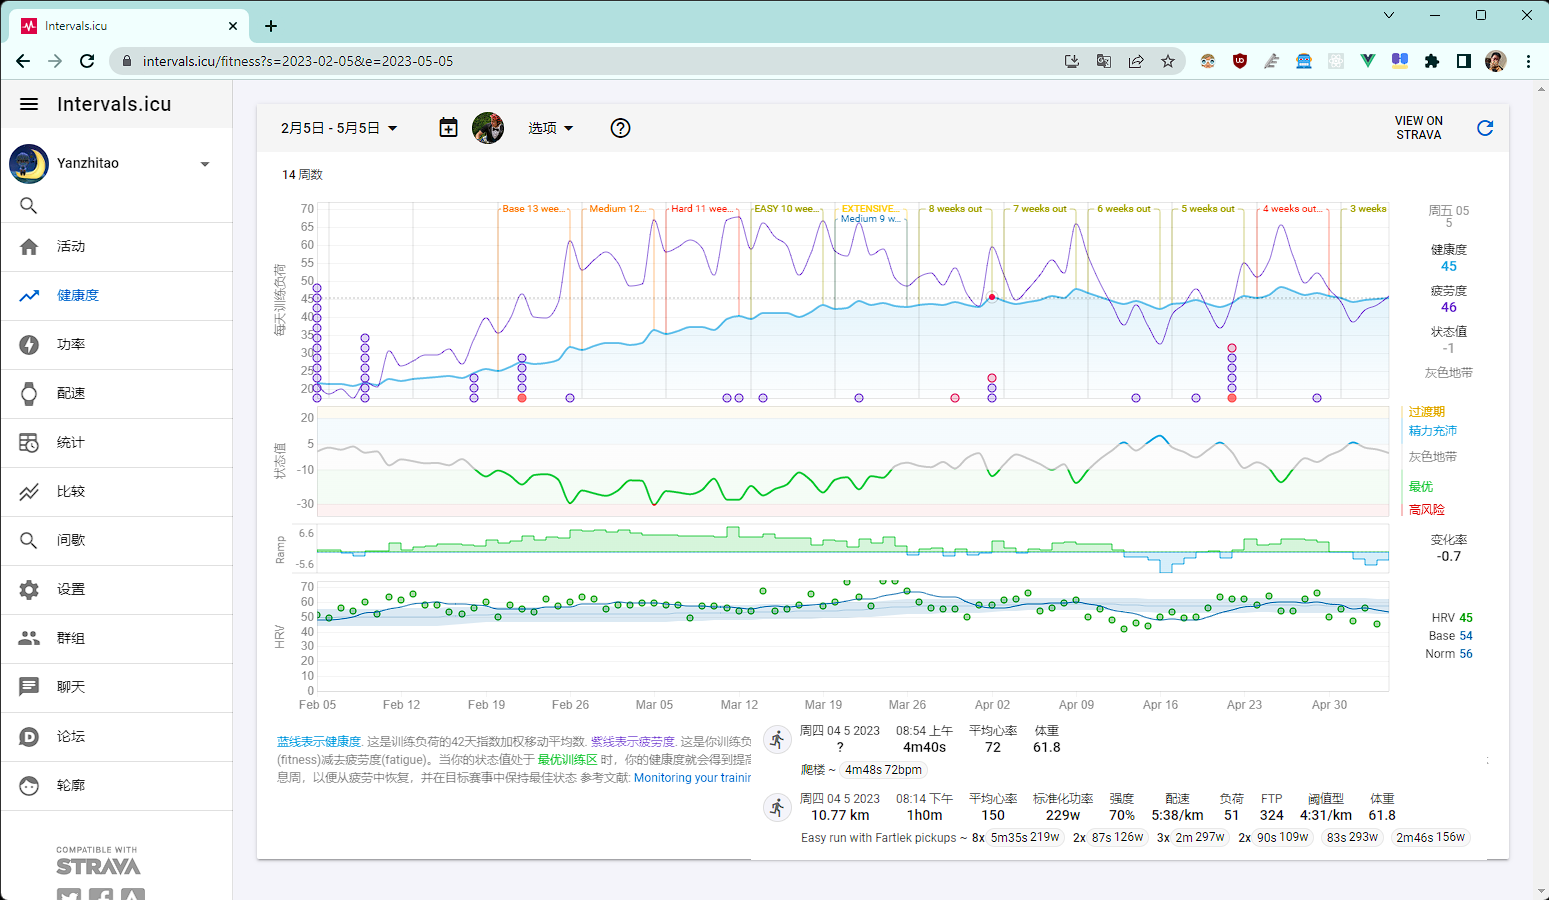 Intervals.icu
intervals.icu/fitness?s=2023-02-05&e=2023-05-05
Intervals.icu
Yanzhitao
活动
健康度
功率
配速
统计
比较
间歇
设置
群组
聊天
论坛
轮廓
COMPATIBLE WITH
STRAVA
2月5日 - 5月5日
选项
VIEW ON
STRAVA
14 周数
Base 13 wee...
Medium 12...
Hard 11 wee...
EASY 10 wee...
EXTENSIVE...
Medium 9 w...
8 weeks out
7 weeks out
6 weeks out
5 weeks out
4 weeks out...
3 weeks
每天训练负荷
70
65
60
55
50
45
40
35
30
25
20
周五 05
5
健康度
45
疲劳度
46
状态值
-1
灰色地带
状态值
20
5
-10
-30
过渡期
精力充沛
灰色地带
最优
高风险
Ramp
6.6
-5.6
变化率
-0.7
HRV
70
60
50
40
30
20
10
0
HRV 45
Base 54
Norm 56
Feb 05 Feb 12 Feb 19 Feb 26 Mar 05 Mar 12 Mar 19 Mar 26 Apr 02 Apr 09 Apr 16 Apr 23 Apr 30
蓝线表示健康度. 这是训练负荷的42天指数加权移动平均数. 紫线表示疲劳度. 这是你训练负
(fitness)减去疲劳度(fatigue)。当你的状态值处于 最优训练区 时，你的健康度就会得到提高
息周，以便从疲劳中恢复，并在目标赛事中保持最佳状态 参考文献: Monitoring your trainin
周四 04 5 2023 08:54 上午 平均心率 体重
? 4m40s 72 61.8
爬楼 ~ 4m48s 72bpm
周四 04 5 2023 08:14 下午 平均心率 标准化功率 强度 配速 负荷 FTP 阈值型 体重
10.77 km 1h0m 150 229w 70% 5:38/km 51 324 4:31/km 61.8
Easy run with Fartlek pickups ~ 8x 5m35s 219w 2x 87s 126w 3x 2m 297w 2x 90s 109w 83s 293w 2m46s 156w